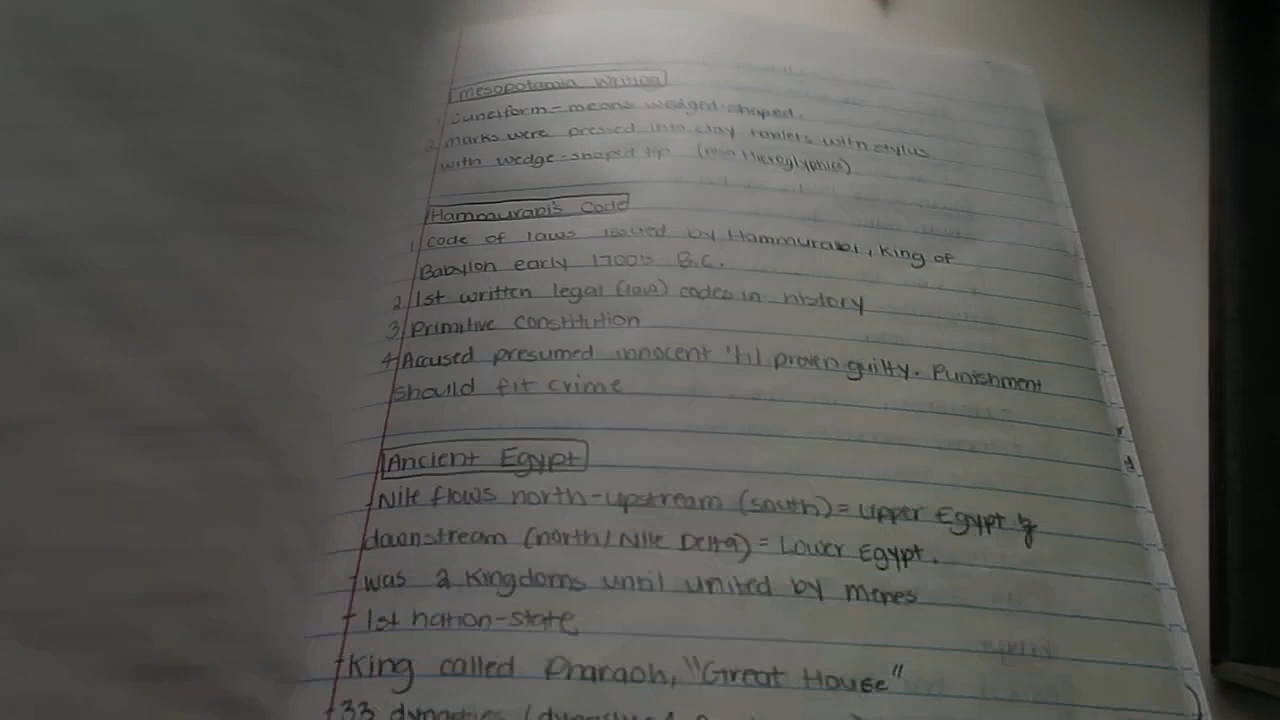 Mesopotamia Writing
Cuneiform - means wedged-shaped.
2 marks were pressed into clay tablets with stylus
with wedge-shaped tip ( Hieroglyphics)
Hammurabi's Code
1 code of laws issued by Hammurabi, King of
Babylon early 1700's B.C.
2 1st written legal (law) codes in history
3 Primitive constitution
4 Accused presumed innocent 'til proven guilty. Punishment
should fit crime
Ancient Egypt
Nile flows north-upstream (south) = Upper Egypt &
downstream (north/Nile Delta) = Lower Egypt.
was 2 Kingdoms until united by menes
1st nation-state
King called Pharaoh, "Great House"
33